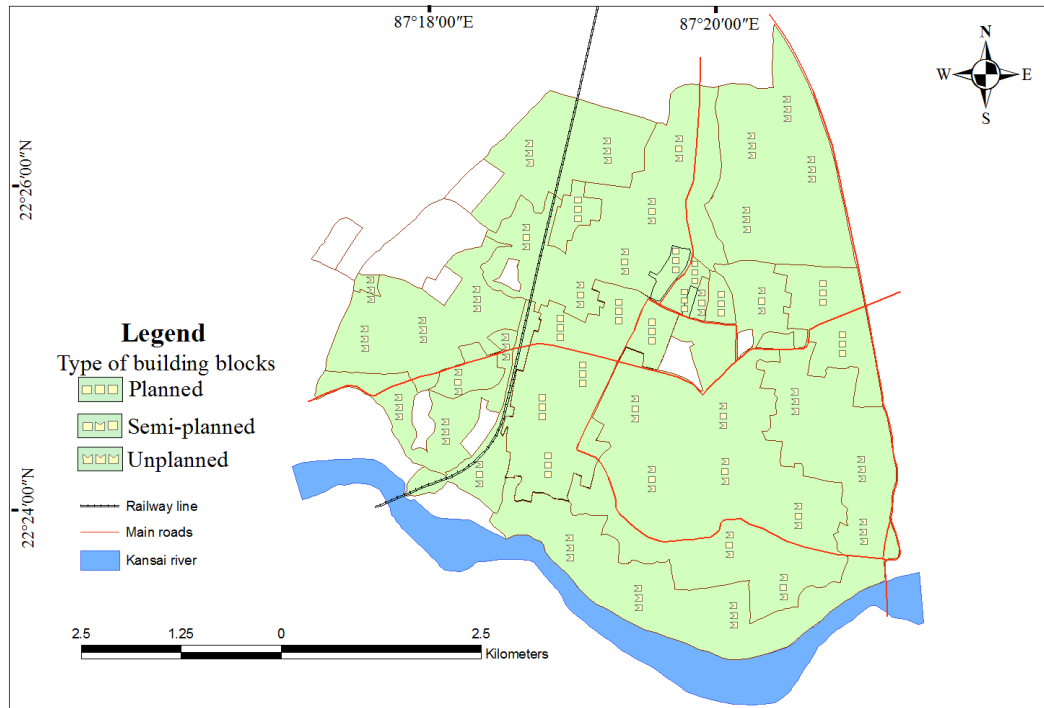 87°18′00″E
87°20′00″E
N
W
E
S
22°26′00″N
22°24′00″N
Legend
Type of building blocks
Planned
Semi-planned
Unplanned
Railway line
Main roads
Kansai river
2.5
1.25
0
2.5
Kilometers